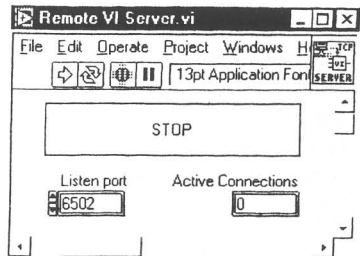 Remote VI Server.vi
File Edit Operate Project Windows H
13pt Application Fon
TCP
VI
SERVER
STOP
Listen port Active Connections
6502 0